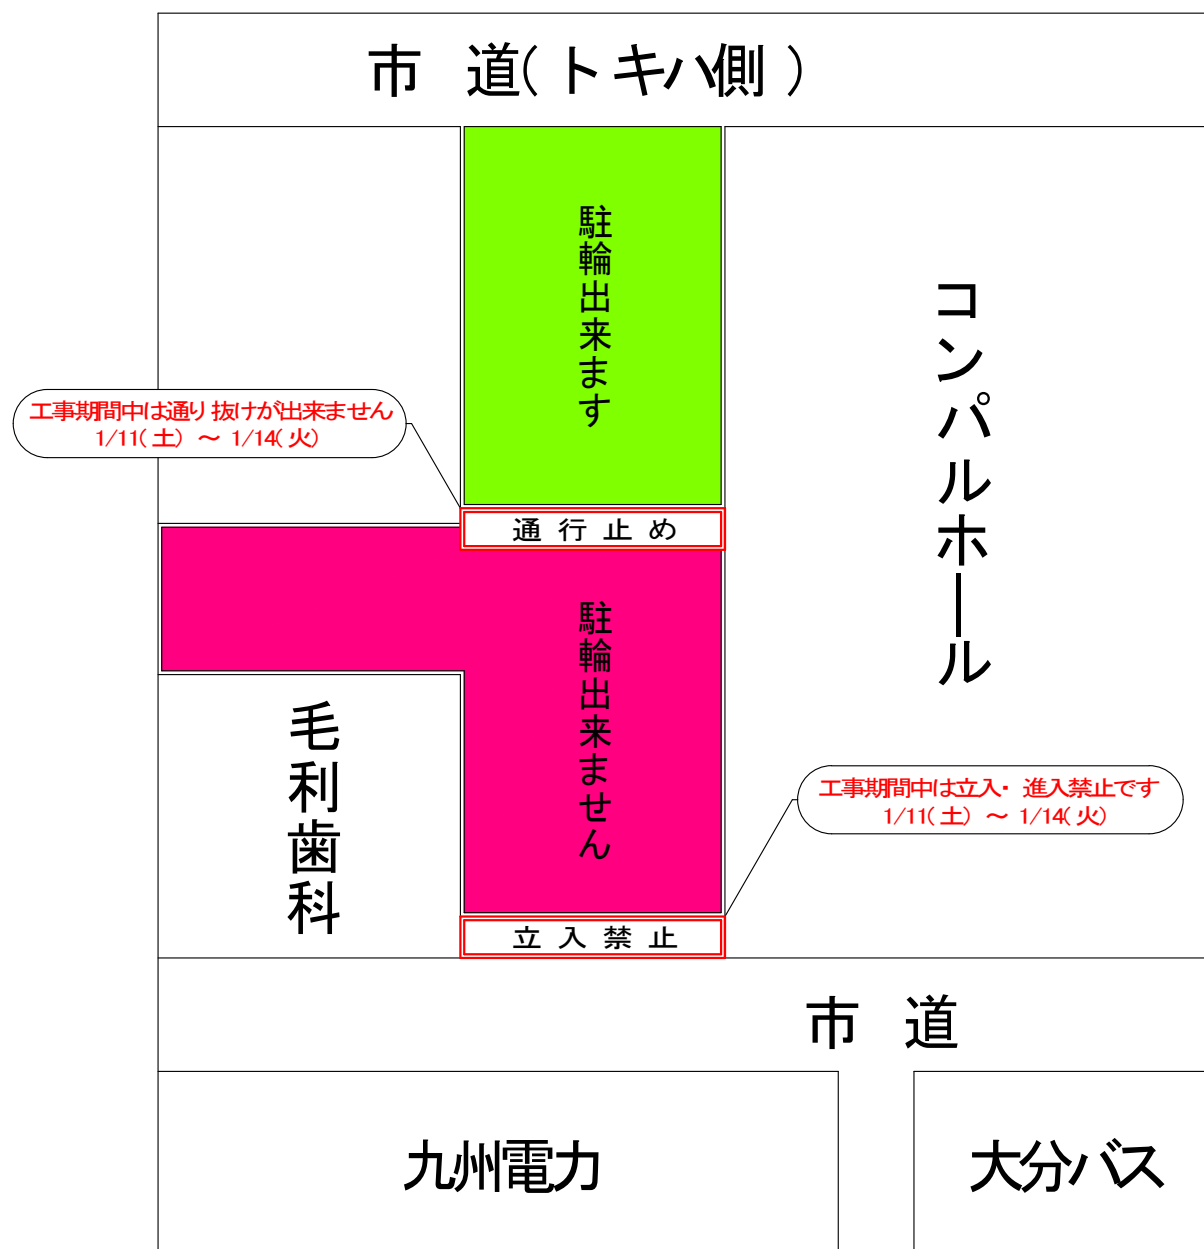 市 道(トキハ側)
駐輪出来ます
コンパルホール
工事期間中は通り抜けが出来ません
1/11(土) ～ 1/14(火)
通行止め
駐輪出来ません
毛利歯科
工事期間中は立入・進入禁止です
1/11(土) ～ 1/14(火)
立入禁止
市 道
九州電力
大分バス